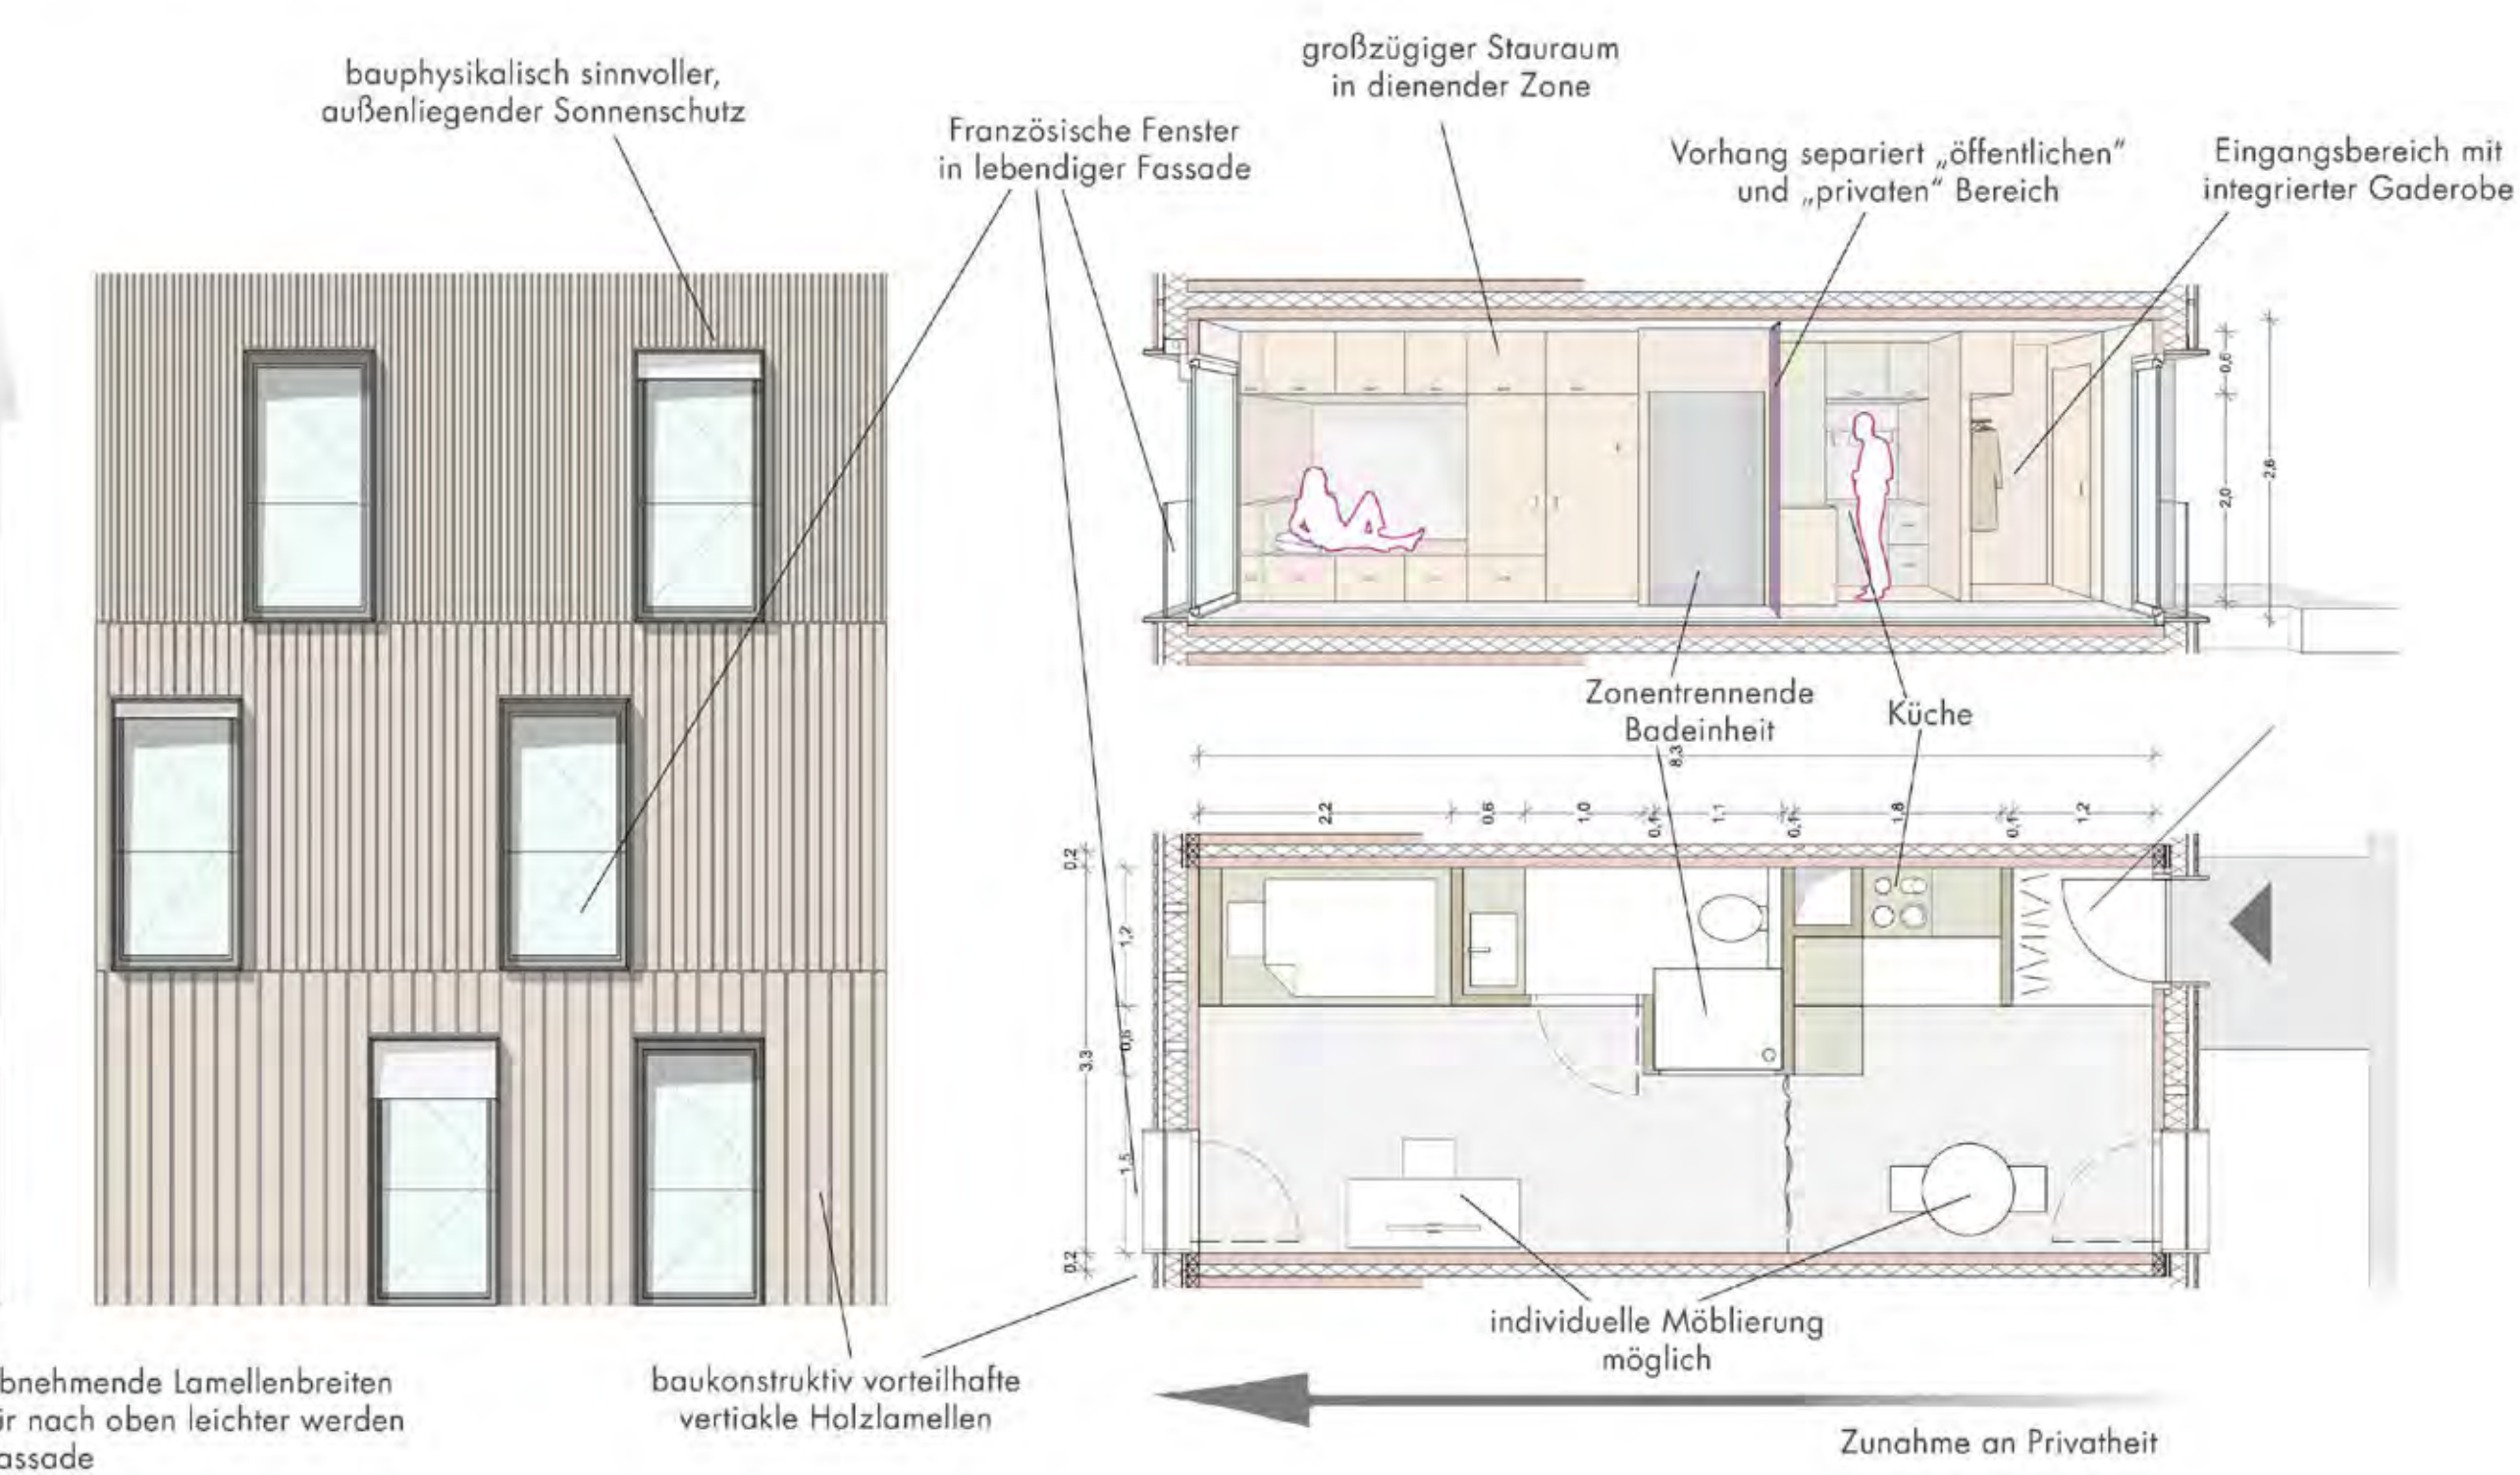 bauphysikalisch sinnvoller,
außenliegender Sonnenschutz
Französische Fenster
in lebendiger Fassade
großzügiger Stauraum
in dienender Zone
Vorhang separiert „öffentlichen“
und „privaten“ Bereich
Eingangsbereich mit
integrierter Gaderobe
0,6
2,0
2,6
Zonentrennende
Badeinheit
Küche
8,3
2,2
0,6
1,0
0,1
1,1
0,1
1,8
0,1
1,2
0,2
1,2
0,6
3,3
1,5
0,2
individuelle Möblierung
möglich
bnehmende Lamellenbreiten
ir nach oben leichter werden
assade
baukonstruktiv vorteilhafte
vertiakle Holzlamellen
Zunahme an Privatheit